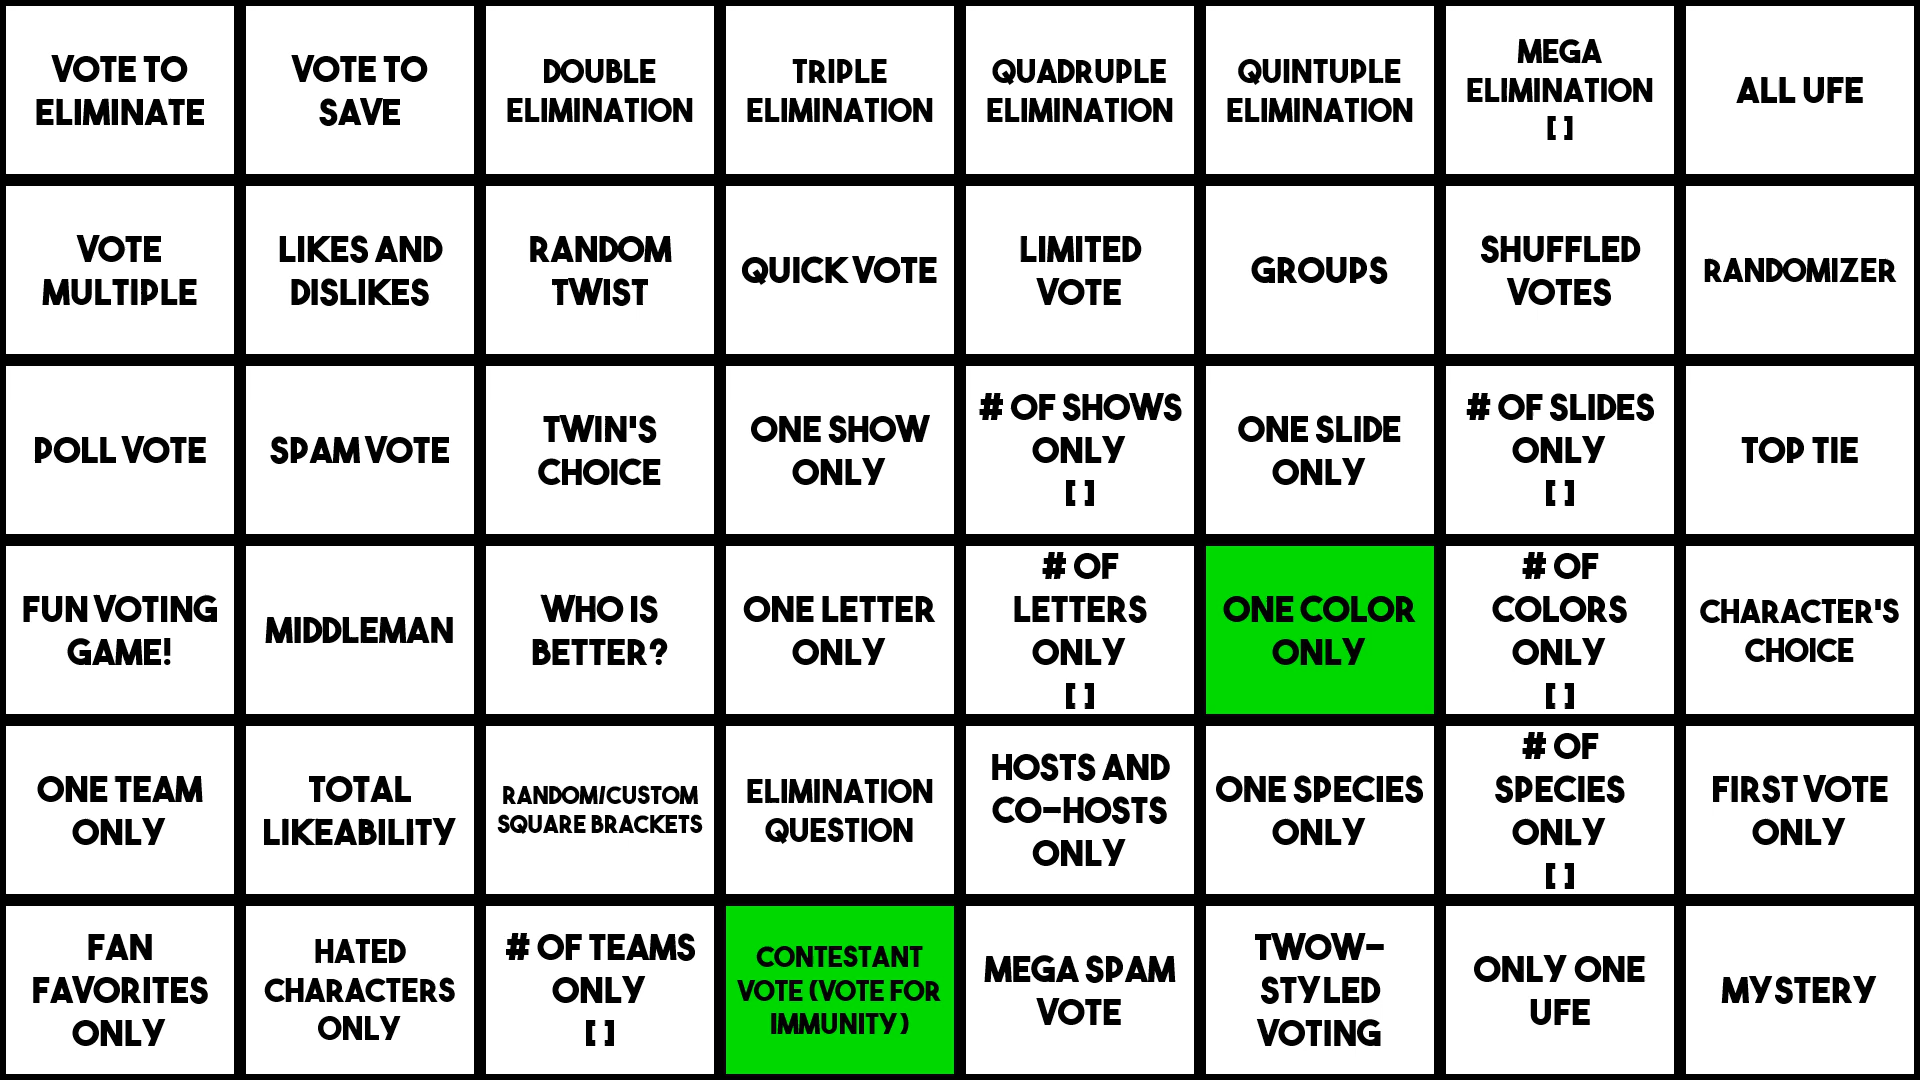 VOTE TO
ELIMINATE
VOTE TO
SAVE
DOUBLE
ELIMINATION
TRIPLE
ELIMINATION
QUADRUPLE
ELIMINATION
QUINTUPLE
ELIMINATION
MEGA
ELIMINATION
[ ]
ALL UFE
VOTE
MULTIPLE
LIKES AND
DISLIKES
RANDOM
TWIST
QUICK VOTE
LIMITED
VOTE
GROUPS
SHUFFLED
VOTES
RANDOMIZER
POLL VOTE
SPAM VOTE
TWIN'S
CHOICE
ONE SHOW
ONLY
# OF SHOWS
ONLY
[ ]
ONE SLIDE
ONLY
# OF SLIDES
ONLY
[ ]
TOP TIE
FUN VOTING
GAME!
MIDDLEMAN
WHO IS
BETTER?
ONE LETTER
ONLY
# OF
LETTERS
ONLY
[ ]
ONE COLOR
ONLY
# OF
COLORS
ONLY
[ ]
CHARACTER'S
CHOICE
ONE TEAM
ONLY
TOTAL
LIKEABILITY
RANDOM/CUSTOM
SQUARE BRACKETS
ELIMINATION
QUESTION
HOSTS AND
CO-HOSTS
ONLY
ONE SPECIES
ONLY
# OF
SPECIES
ONLY
[ ]
FIRST VOTE
ONLY
FAN
FAVORITES
ONLY
HATED
CHARACTERS
ONLY
# OF TEAMS
ONLY
[ ]
CONTESTANT
VOTE (VOTE FOR
IMMUNITY)
MEGA SPAM
VOTE
TWOW-
STYLED
VOTING
ONLY ONE
UFE
MYSTERY